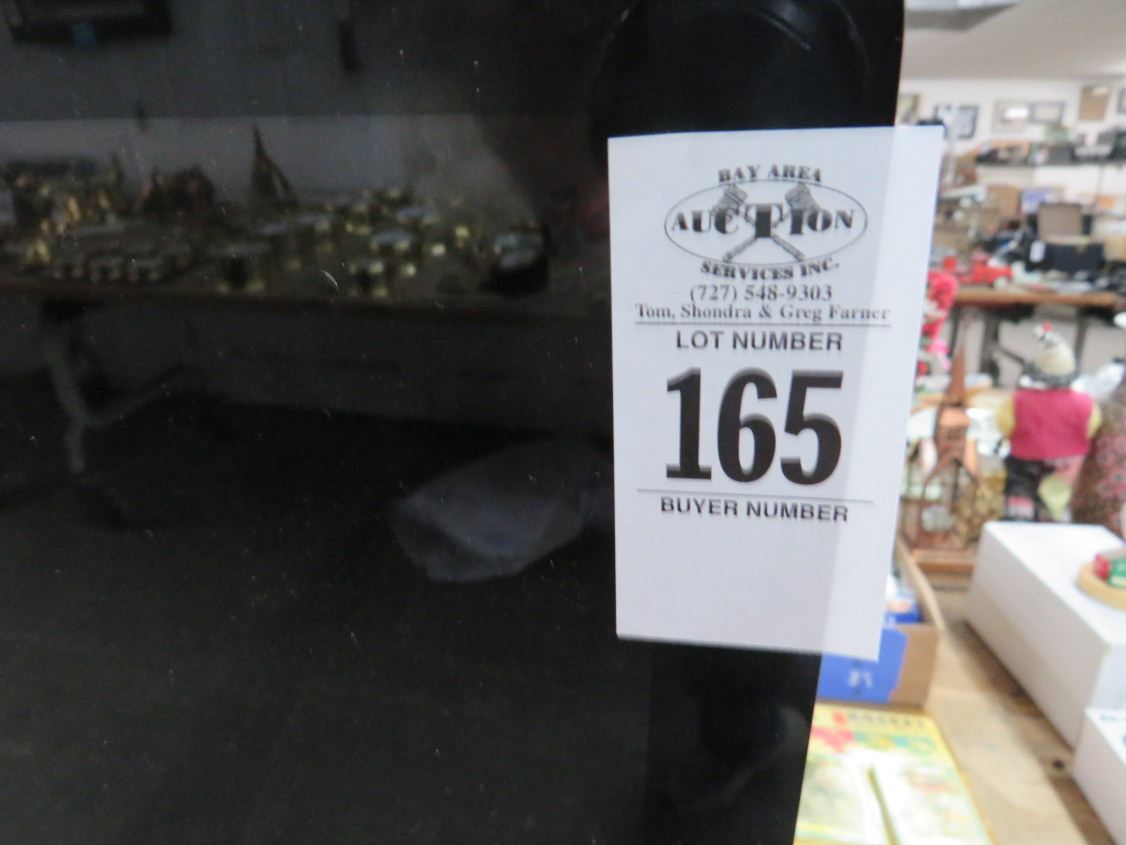 BAY AREA
AUCTION
SERVICES INC.
(727) 548-9303
Tom, Shondra & Greg Farner
LOT NUMBER
165
BUYER NUMBER